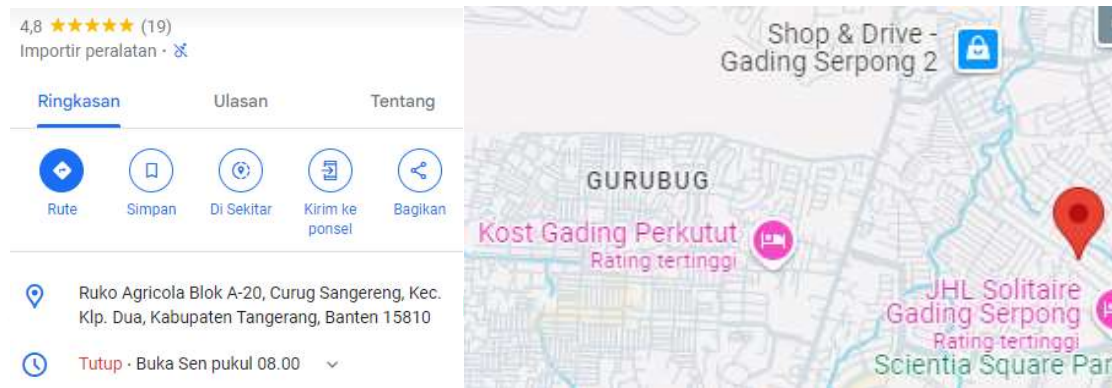 4,8 ★★★★★ (19)
Importir peralatan ·
Ringkasan Ulasan Tentang
Rute Simpan Di Sekitar Kirim ke ponsel Bagikan
Ruko Agricola Blok A-20, Curug Sangereng, Kec.
Klp. Dua, Kabupaten Tangerang, Banten 15810
Tutup · Buka Sen pukul 08.00
Shop & Drive -
Gading Serpong 2
GURUBUG
Kost Gading Perkutut
Rating tertinggi
JHL Solitaire
Gading Serpong
Rating tertinggi
Scientia Square Par